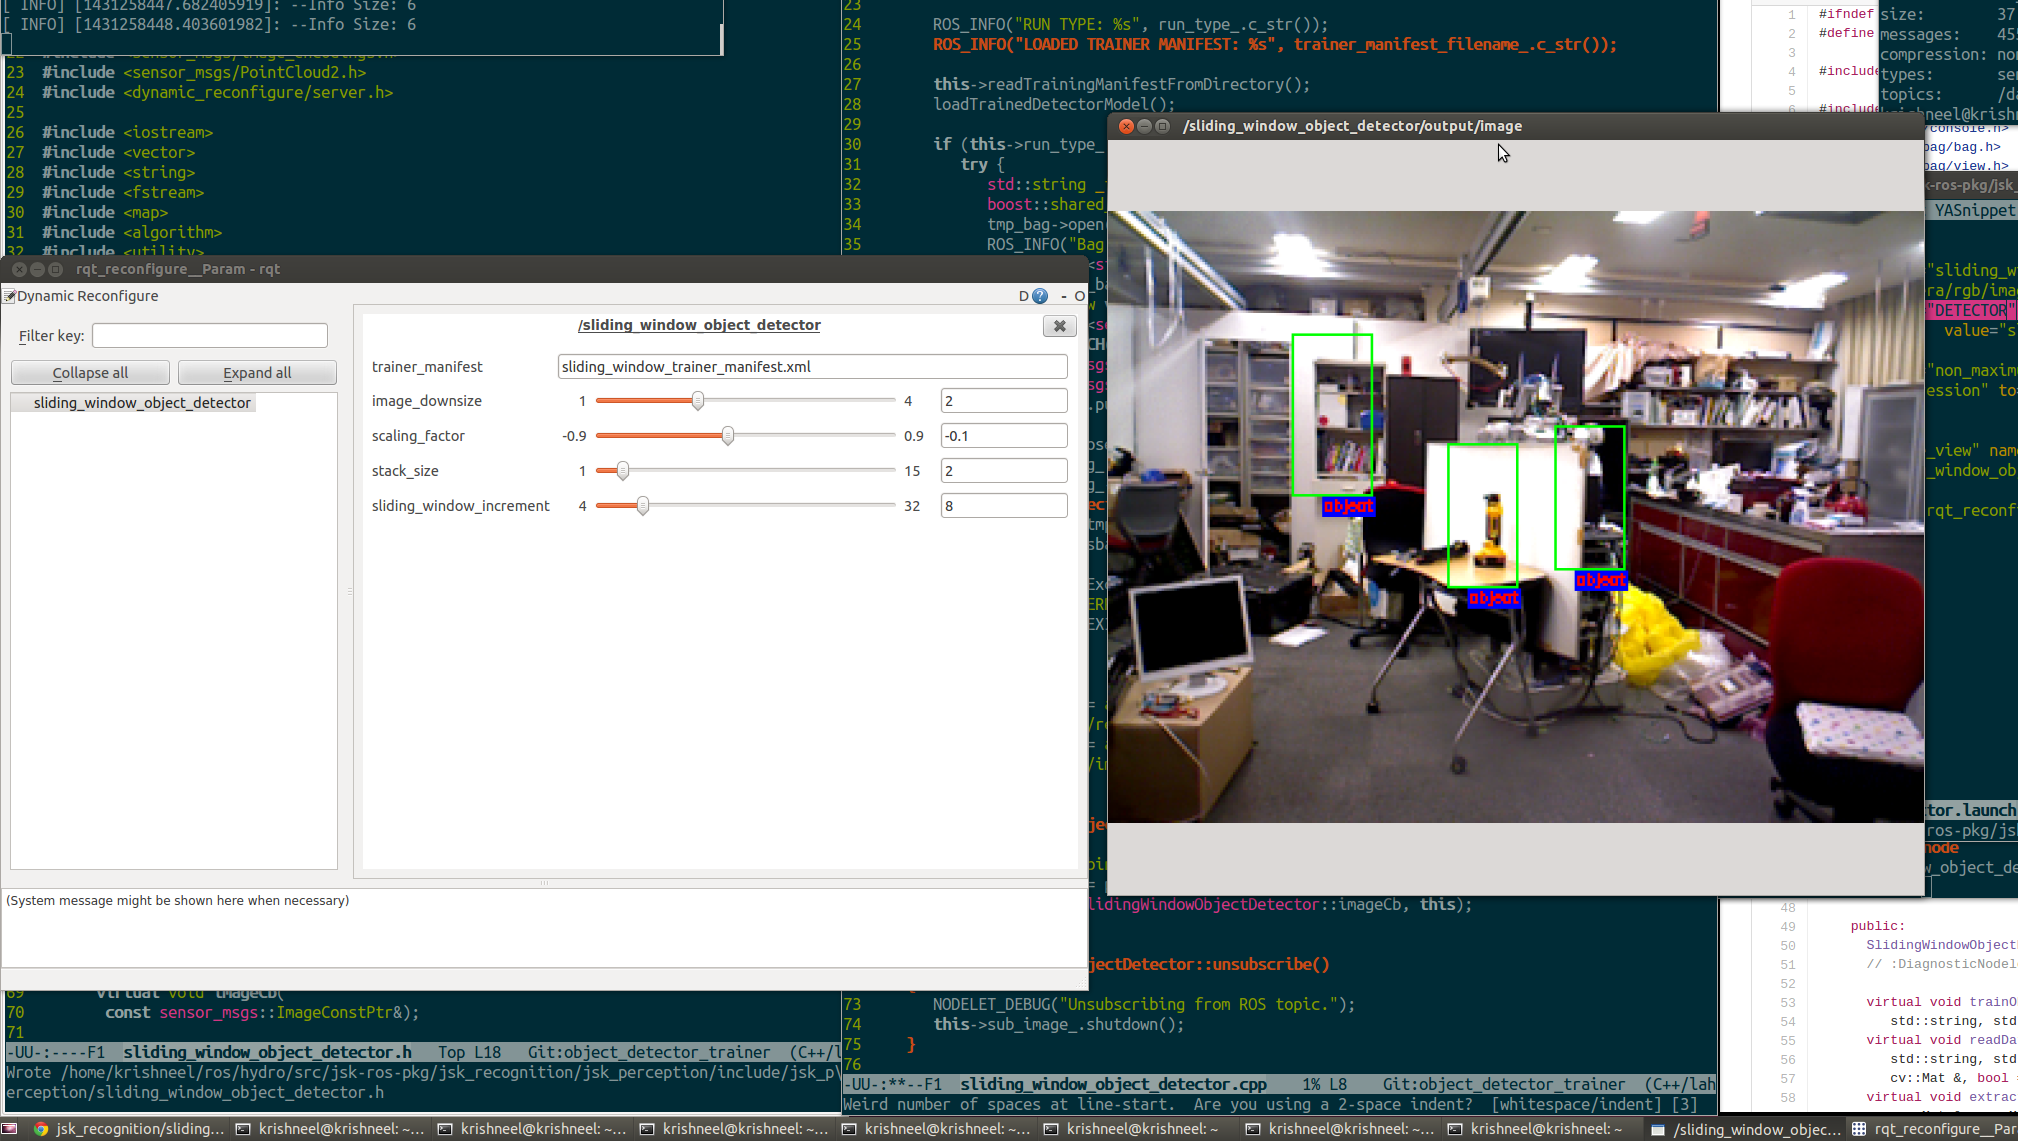 [ INFO] [1431258447.682405919]: --Info Size: 6
[ INFO] [1431258448.403601982]: --Info Size: 6
23  #include <sensor_msgs/PointCloud2.h>
24  #include <dynamic_reconfigure/server.h>
25
26  #include <iostream>
27  #include <vector>
28  #include <string>
29  #include <fstream>
30  #include <map>
31  #include <algorithm>
32  #include <utility>
23
24  ROS_INFO("RUN TYPE: %s", run_type_.c_str());
25  ROS_INFO("LOADED TRAINER MANIFEST: %s", trainer_manifest_filename_.c_str());
26
27  this->readTrainingManifestFromDirectory();
28  loadTrainedDetectorModel();
29
30  if (this->run_type_
31  try {
32  std::string _
33  boost::shared_
34  tmp_bag->open(
35  ROS_INFO("Bag
1  #ifndef
2  #define
3
4  #include
5
6  #include
size: 37
messages: 455
compression: non
types: sen
topics: /da
krishneel@krishn
/console.h>
bag/bag.h>
bag/view.h>
k-ros-pkg/jsk_
YASnippet
"sliding_w
ra/rgb/ima
"DETECTOR"
value="s
"non_maximu
ession" to=
_view" nam
_window_ob
rqt_reconf
tor.launch
ros-pkg/js
node
w_object_de
rqt_reconfigure__Param - rqt
Dynamic Reconfigure
D
- O
Filter key:
Collapse all
Expand all
sliding_window_object_detector
/sliding_window_object_detector
trainer_manifest sliding_window_trainer_manifest.xml
image_downsize 1 4 2
scaling_factor -0.9 0.9 -0.1
stack_size 1 15 2
sliding_window_increment 4 32 8
(System message might be shown here when necessary)
/sliding_window_object_detector/output/image
object
object
object
lidingWindowObjectDetector::imageCb, this);
jectDetector::unsubscribe()
69  virtual void imageCb(
70  const sensor_msgs::ImageConstPtr&);
71
-UU-:----F1  sliding_window_object_detector.h   Top L18   Git:object_detector_trainer  (C++/l
Wrote /home/krishneel/ros/hydro/src/jsk-ros-pkg/jsk_recognition/jsk_perception/include/jsk_p\
erception/sliding_window_object_detector.h
73  NODELET_DEBUG("Unsubscribing from ROS topic.");
74  this->sub_image_.shutdown();
75  }
76
-UU-:**--F1  sliding_window_object_detector.cpp    1% L8    Git:object_detector_trainer  (C++/lah
Weird number of spaces at line-start.  Are you using a 2-space indent?  [whitespace/indent] [3]
48
49  public:
50  SlidingWindowObject
51  // :DiagnosticNodel
52
53  virtual void trainO
54  std::string, std
55  virtual void readDa
56  std::string, std
57  cv::Mat &, bool
58  virtual void extrac
jsk_recognition/sliding...
krishneel@krishneel: ~...
krishneel@krishneel: ~...
krishneel@krishneel: ~...
krishneel@krishneel: ~...
krishneel@krishneel: ~
krishneel@krishneel: ~...
krishneel@krishneel: ~
/sliding_window_objec...
rqt_reconfigure__Para